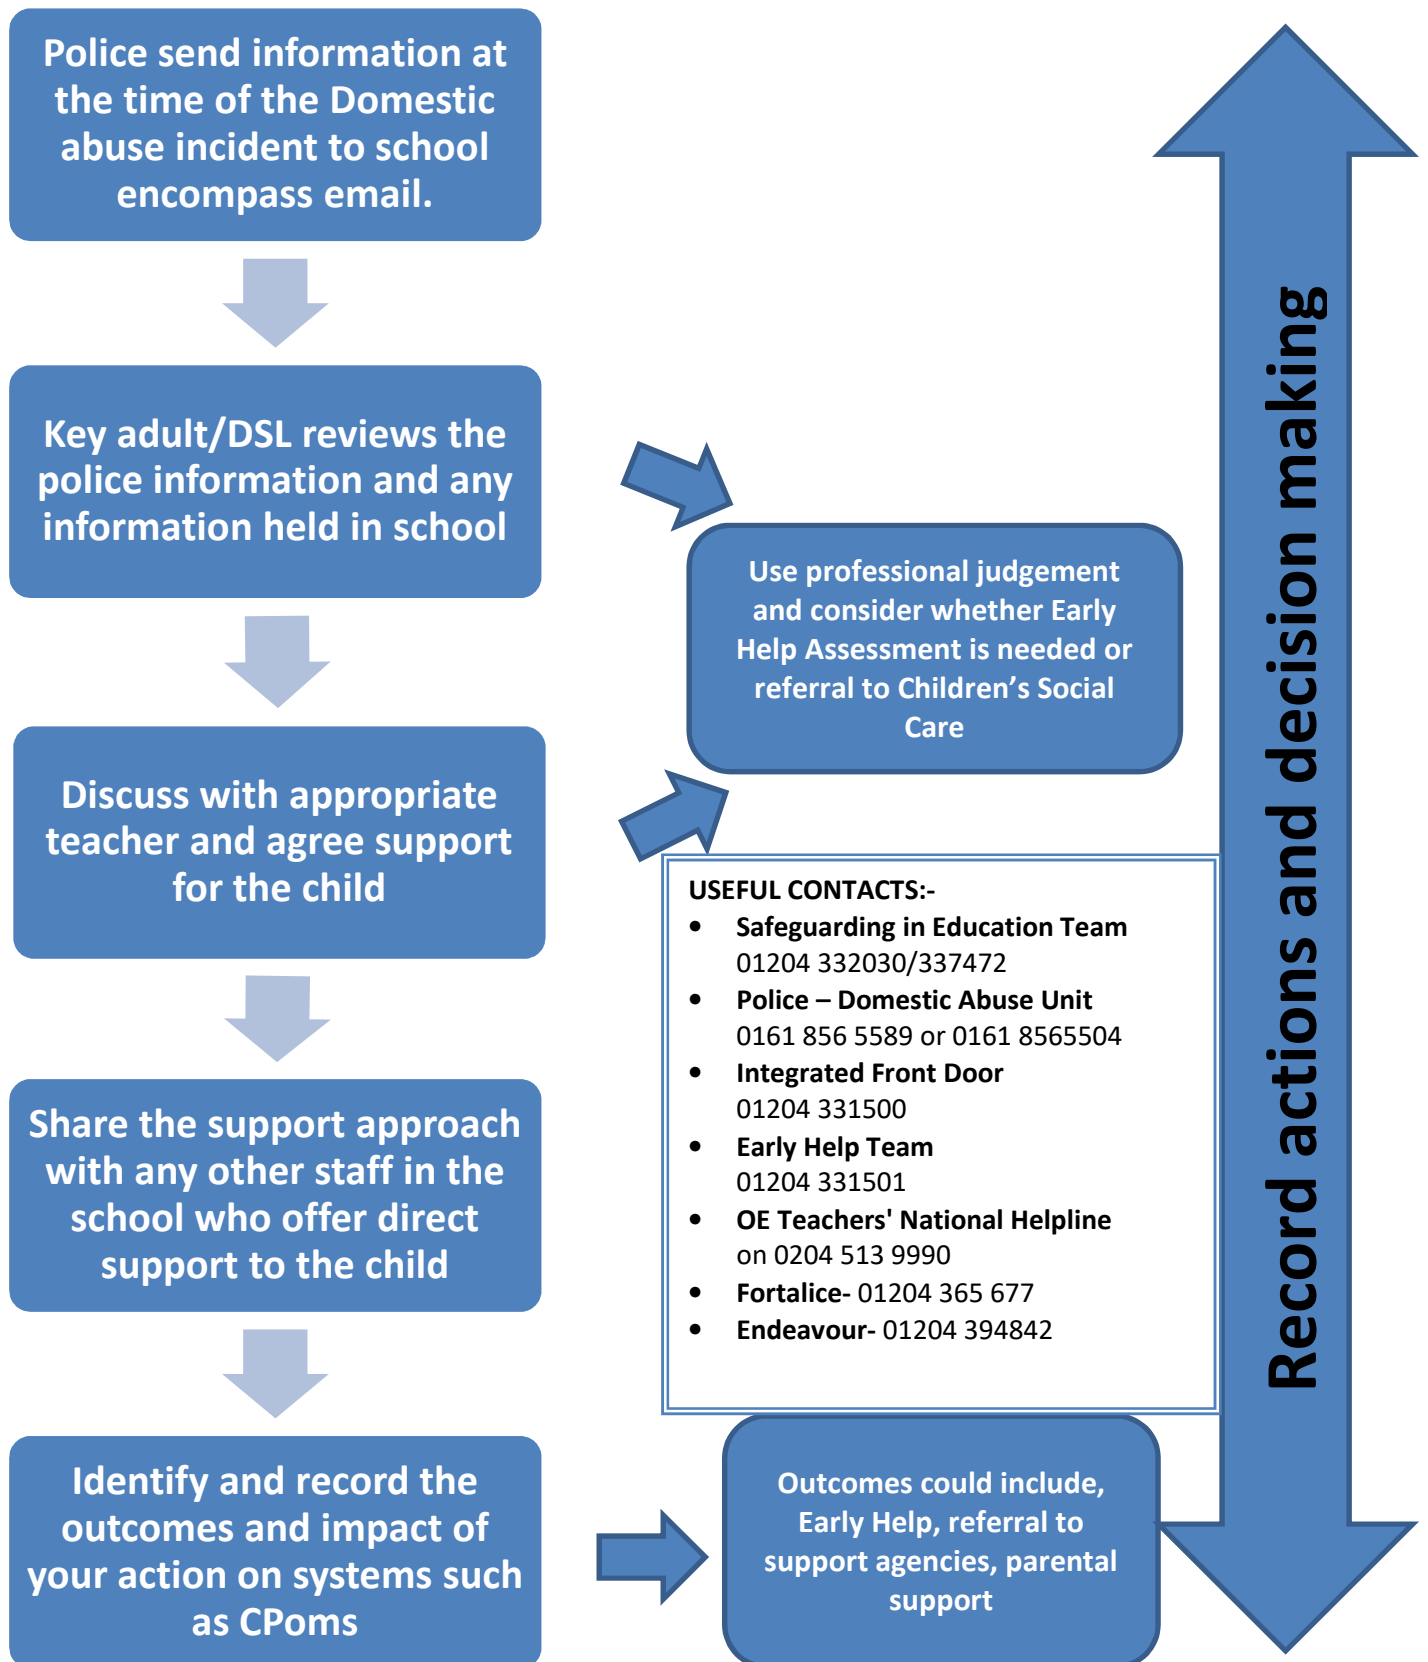 Police send information at
the time of the Domestic
abuse incident to school
encompass email.
Key adult/DSL reviews the
police information and any
information held in school
Use professional judgement
and consider whether Early
Help Assessment is needed or
referral to Children’s Social
Care
Discuss with appropriate
teacher and agree support
for the child
USEFUL CONTACTS:-
• Safeguarding in Education Team
01204 332030/337472
• Police – Domestic Abuse Unit
0161 856 5589 or 0161 8565504
• Integrated Front Door
01204 331500
• Early Help Team
01204 331501
• OE Teachers' National Helpline
on 0204 513 9990
• Fortalice- 01204 365 677
• Endeavour- 01204 394842
Share the support approach
with any other staff in the
school who offer direct
support to the child
Identify and record the
outcomes and impact of
your action on systems such
as CPoms
Outcomes could include,
Early Help, referral to
support agencies, parental
support
Record actions and decision making